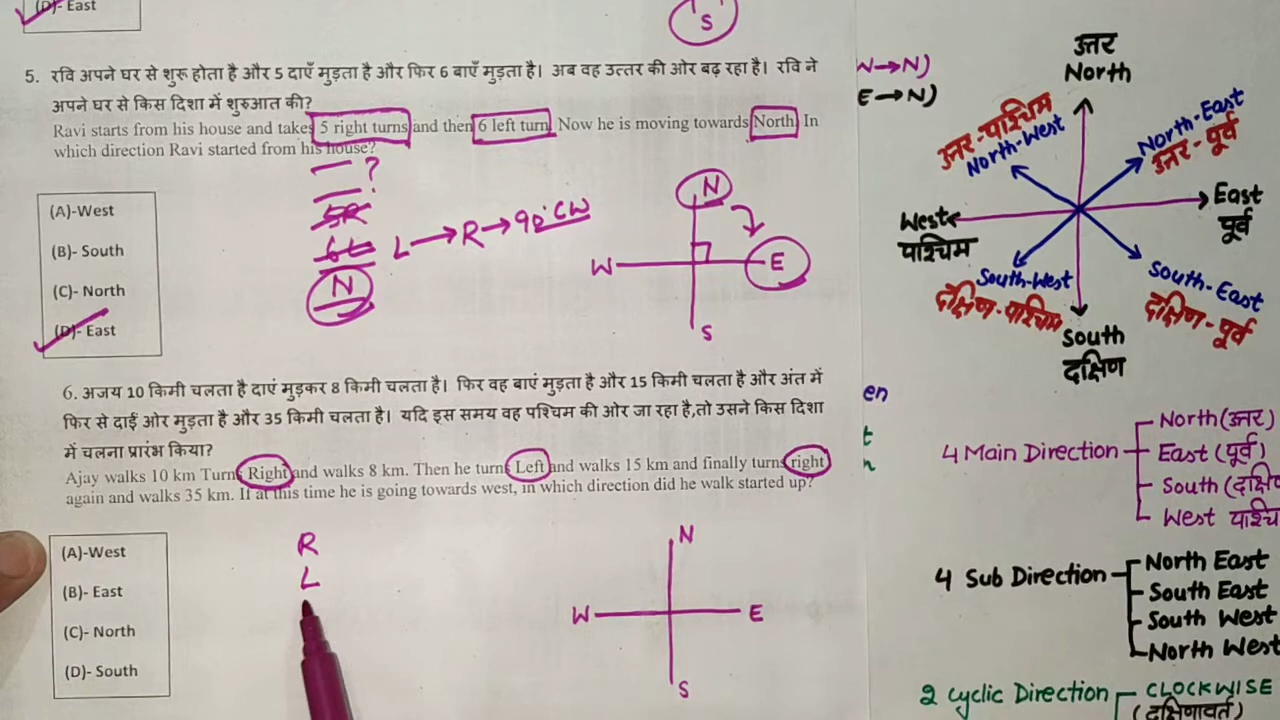 (D)- East
S
5. रवि अपने घर से शुरू होता है और 5 दाएँ मुड़ता है और फिर 6 बाएँ मुड़ता है। अब वह उत्तर की ओर बढ़ रहा है। रवि ने
अपने घर से किस दिशा में शुरुआत की?
Ravi starts from his house and takes 5 right turns and then 6 left turn. Now he is moving towards North. In
which direction Ravi started from his house?
?
5R
6L
N
L→R→90° CW
N
W E
S
(A)-West
(B)- South
(C)- North
(D)- East
6. अजय 10 किमी चलता है दाएं मुड़कर 8 किमी चलता है। फिर वह बाएं मुड़ता है और 15 किमी चलता है और अंत में
फिर से दाई ओर मुड़ता है और 35 किमी चलता है। यदि इस समय वह पश्चिम की ओर जा रहा है,तो उसने किस दिशा
में चलना प्रारंभ किया?
Ajay walks 10 km Turns Right and walks 8 km. Then he turns Left and walks 15 km and finally turns right
again and walks 35 km. If at this time he is going towards west, in which direction did he walk started up?
(A)-West
(B)- East
(C)- North
(D)- South
R
L
N
W E
S
W→N)
E→N)
en
t
उत्तर
North
उत्तर-पश्चिम
North-West
North-East
उत्तर-पूर्व
West
पश्चिम
East
पूर्व
South-West
दक्षिण-पश्चिम
South-East
दक्षिण-पूर्व
South
दक्षिण
4 Main Direction
North (उत्तर)
East (पूर्व)
South (दक्षि
West पश्चि
4 Sub Direction
North East
South East
South West
North West
2 Cyclic Direction
CLOCKWISE
(दक्षिणावर्त)